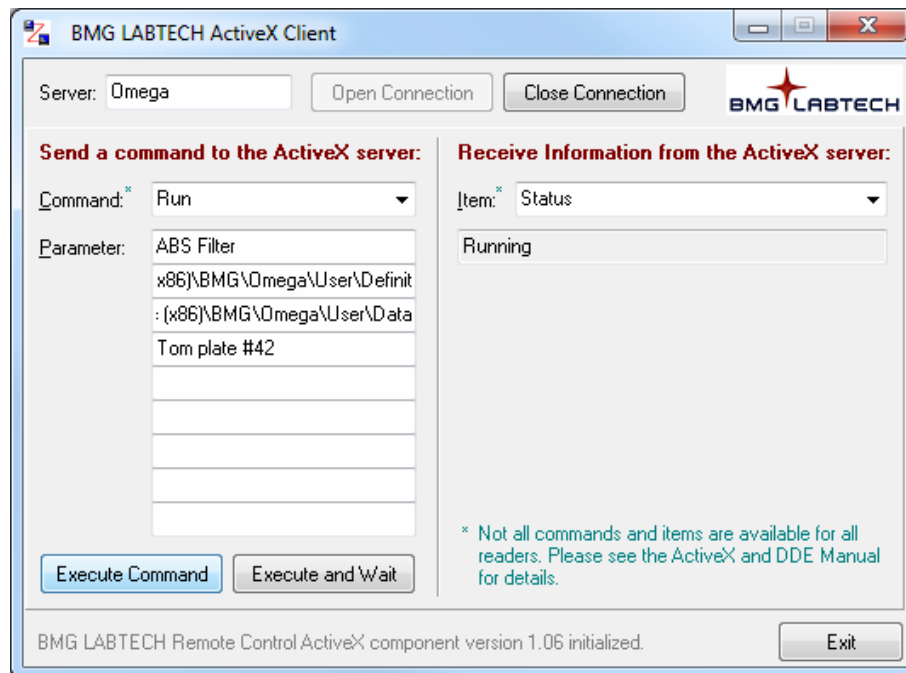 BMG LABTECH ActiveX Client
Server: Omega Open Connection Close Connection
BMG LABTECH
Send a command to the ActiveX server:
Receive Information from the ActiveX server:
Command:* Run
Item:* Status
Parameter: ABS Filter
Running
x86)\BMG\Omega\User\Definit
: (x86)\BMG\Omega\User\Data
Tom plate #42
* Not all commands and items are available for all
readers. Please see the ActiveX and DDE Manual
for details.
Execute Command Execute and Wait
BMG LABTECH Remote Control ActiveX component version 1.06 initialized.
Exit